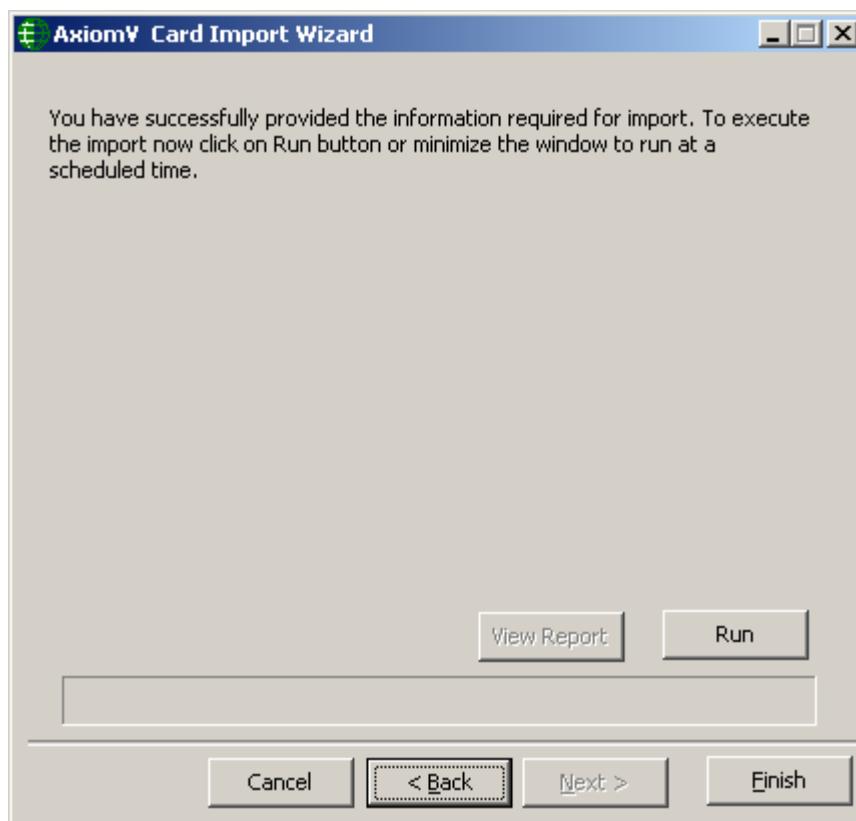 AxiomV Card Import Wizard
You have successfully provided the information required for import. To execute
the import now click on Run button or minimize the window to run at a
scheduled time.
View Report
Run
Cancel
< Back
Next >
Finish